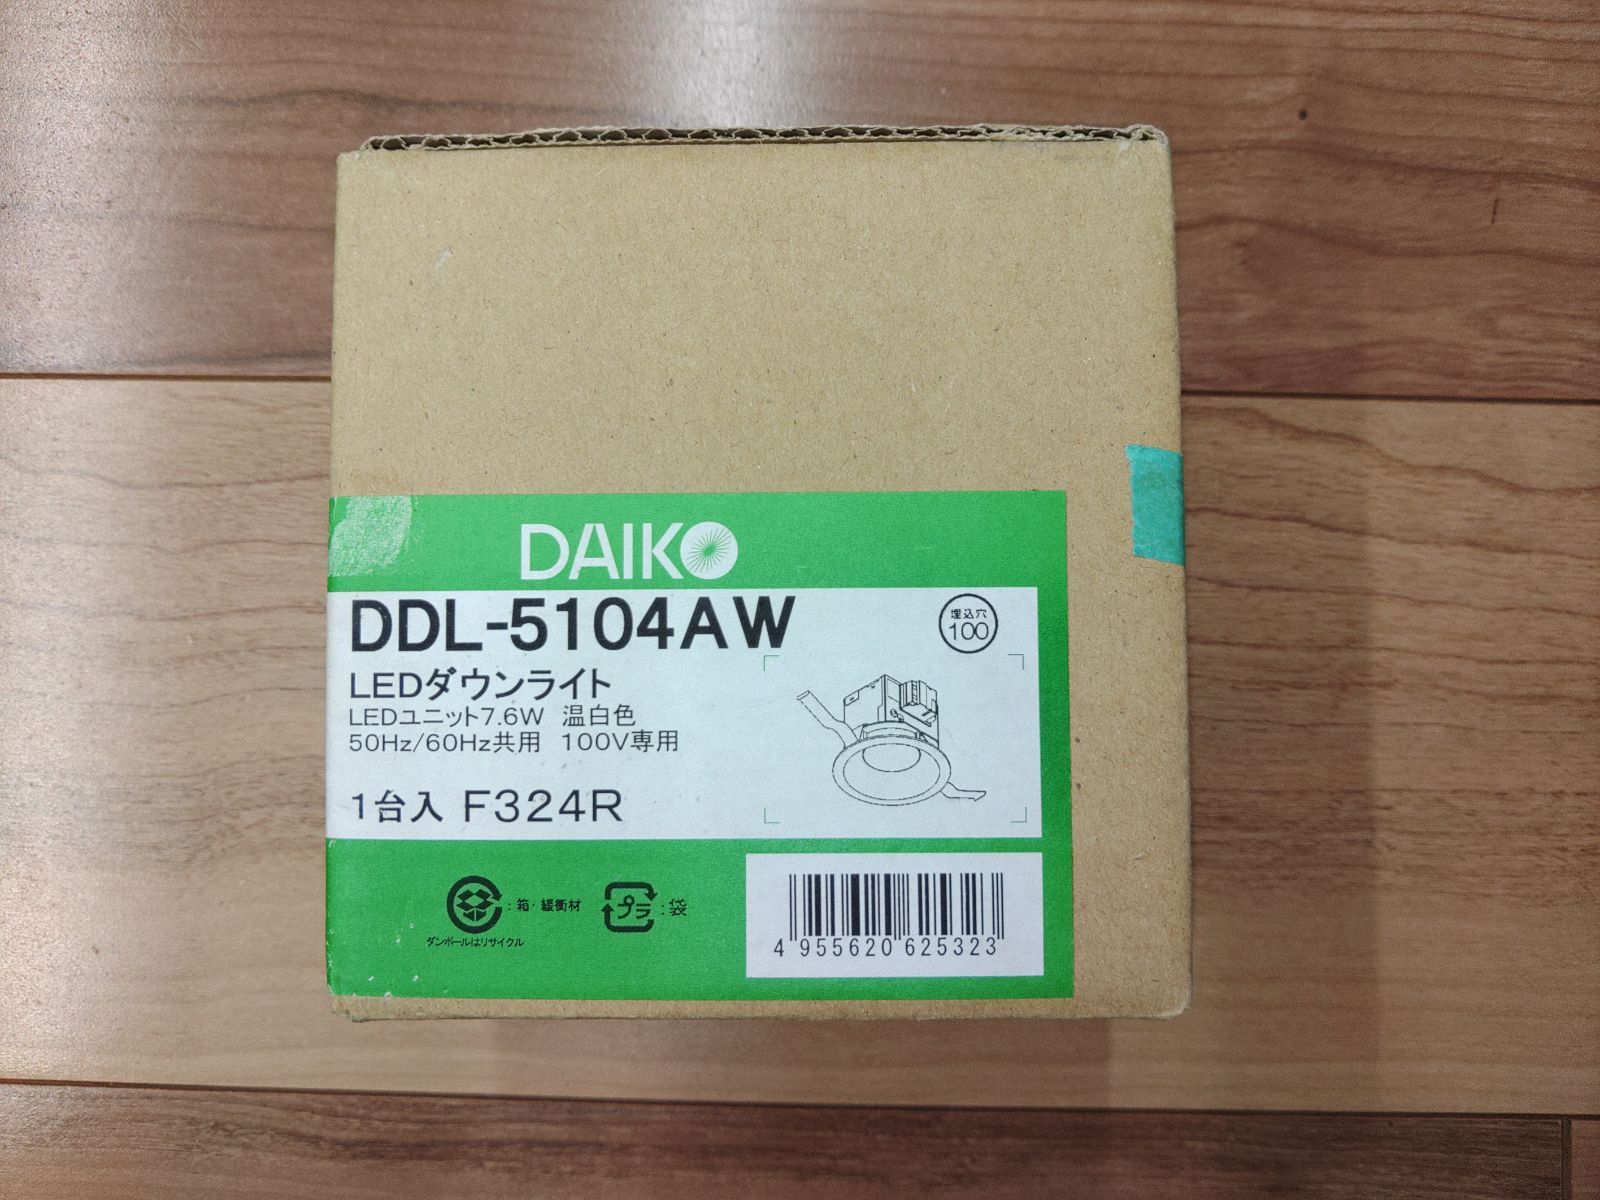 DAIKO
DDL-5104AW
埋込穴
100
LEDダウンライト
LEDユニット7.6W 温白色
50Hz/60Hz共用 100V専用
1台入 F324R
:箱・緩衝材
プラ
:袋
ダンボールはリサイクル
4 955620 625323